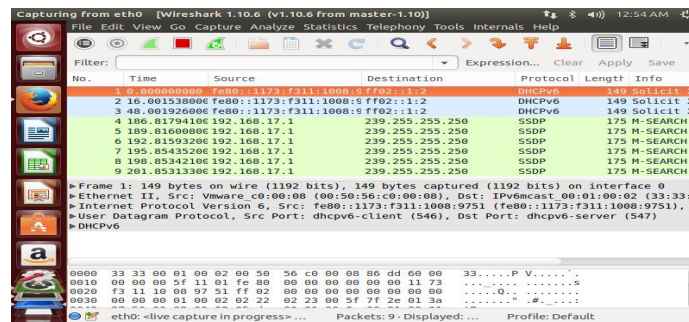 Capturing from eth0 [Wireshark 1.10.6 (v1.10.6 from master-1.10)] 12:54 AM
File Edit View Go Capture Analyze Statistics Telephony Tools Internals Help
Filter: Expression... Clear Apply Save
No. Time Source Destination Protocol Length Info
1 0.000000000 fe80::1173:f311:1008:9 ff02::1:2 DHCPv6 149 Solicit
2 16.001538000 fe80::1173:f311:1008:9 ff02::1:2 DHCPv6 149 Solicit
3 48.001926000 fe80::1173:f311:1008:9 ff02::1:2 DHCPv6 149 Solicit
4 186.8179410 192.168.17.1 239.255.255.250 SSDP 175 M-SEARCH
5 189.8160080 192.168.17.1 239.255.255.250 SSDP 175 M-SEARCH
6 192.8159320 192.168.17.1 239.255.255.250 SSDP 175 M-SEARCH
7 195.8543520 192.168.17.1 239.255.255.250 SSDP 175 M-SEARCH
8 198.8534210 192.168.17.1 239.255.255.250 SSDP 175 M-SEARCH
9 201.8531330 192.168.17.1 239.255.255.250 SSDP 175 M-SEARCH
Frame 1: 149 bytes on wire (1192 bits), 149 bytes captured (1192 bits) on interface 0
Ethernet II, Src: Vmware_c0:00:08 (00:50:56:c0:00:08), Dst: IPv6mcast_00:01:00:02 (33:33:
Internet Protocol Version 6, Src: fe80::1173:f311:1008:9751 (fe80::1173:f311:1008:9751),
User Datagram Protocol, Src Port: dhcpv6-client (546), Dst Port: dhcpv6-server (547)
DHCPv6
0000 33 33 00 01 00 02 00 50 56 c0 00 08 86 dd 60 00 33.....P V.....`.
0010 00 00 00 5f 11 01 fe 80 00 00 00 00 00 00 11 73 ..._.... .......s
0020 f3 11 10 08 97 51 ff 02 00 00 00 00 00 00 00 00 .....Q.. ........
0030 00 00 00 01 00 02 02 22 02 23 00 5f 7f 2e 01 3a ......." .#._...:
eth0: <live capture in progress> ... Packets: 9 · Displayed: ... Profile: Default